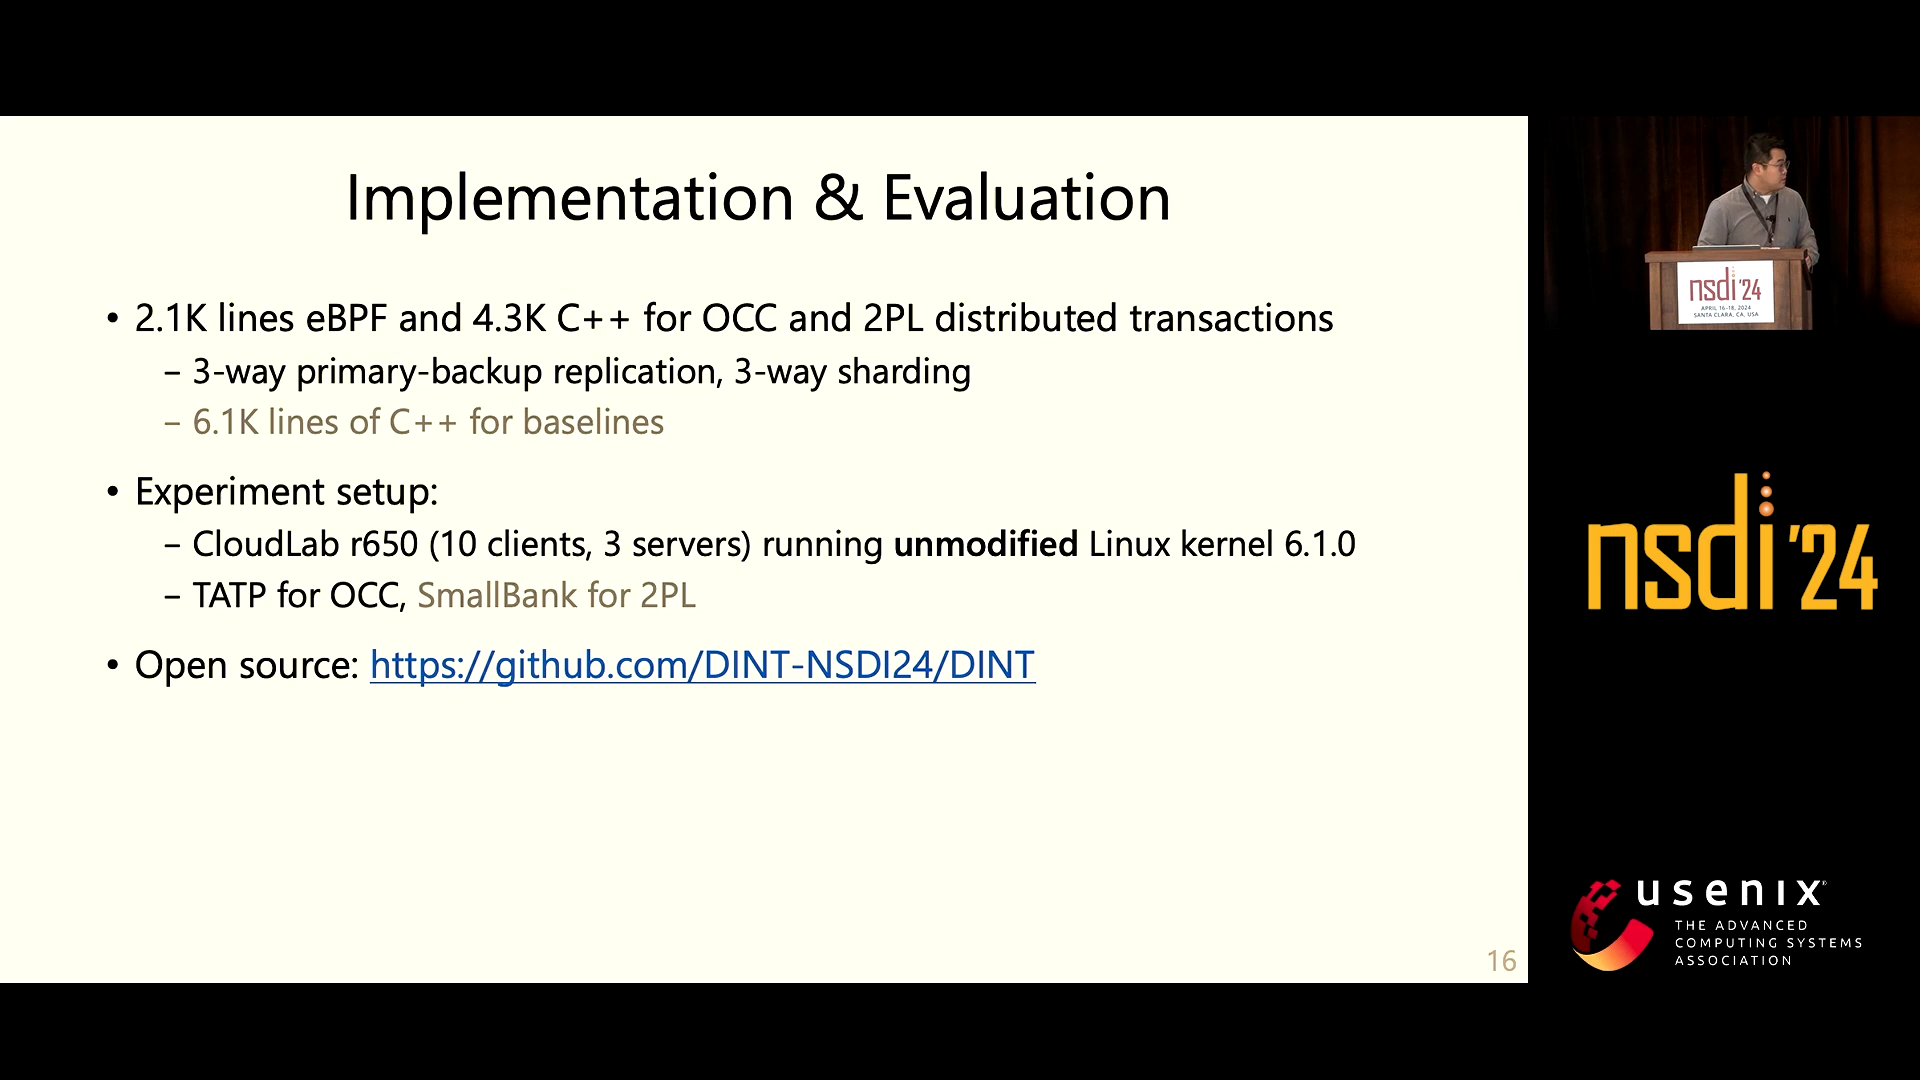 Implementation & Evaluation
• 2.1K lines eBPF and 4.3K C++ for OCC and 2PL distributed transactions
– 3-way primary-backup replication, 3-way sharding
– 6.1K lines of C++ for baselines
• Experiment setup:
– CloudLab r650 (10 clients, 3 servers) running unmodified Linux kernel 6.1.0
– TATP for OCC, SmallBank for 2PL
• Open source: https://github.com/DINT-NSDI24/DINT
16
nsdi '24
APRIL 16–18, 2024
SANTA CLARA, CA, USA
nsdi '24
usenix®
THE ADVANCED
COMPUTING SYSTEMS
ASSOCIATION